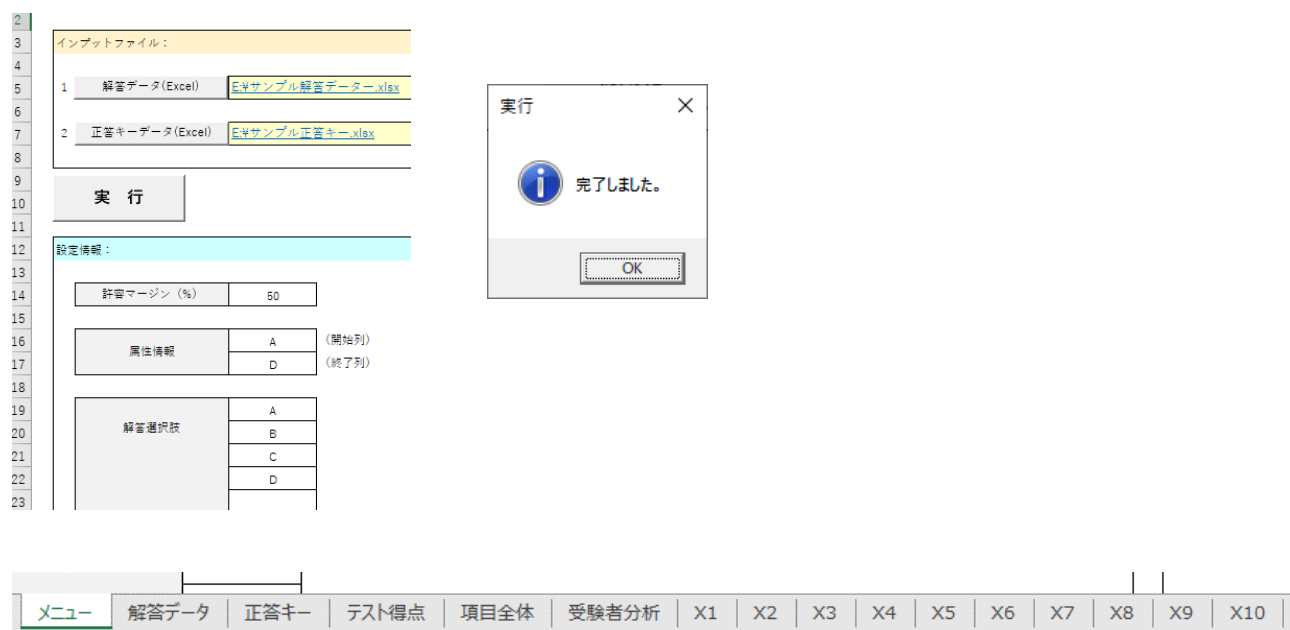 2
3 インプットファイル：
4
5 1 解答データ(Excel) E:¥サンプル解答データー.xlsx
6
7 2 正答キーデータ(Excel) E:¥サンプル正答キー.xlsx
8
9
10 実 行
11
12 設定情報：
13
14 許容マージン（%） 50
15
16 A （開始列）
属性情報
17 D （終了列）
18
19 A
20 解答選択肢 B
21 C
22 D
23
実行
完了しました。
OK
メニュー 解答データ 正答キー テスト得点 項目全体 受験者分析 X1 X2 X3 X4 X5 X6 X7 X8 X9 X10